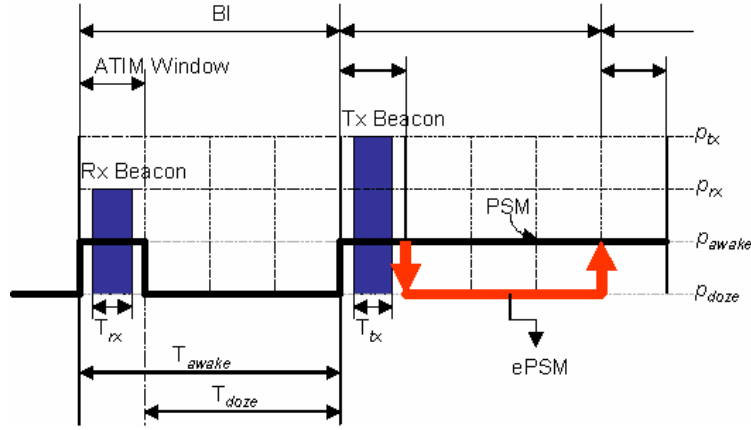 BI
ATIM Window
Tx Beacon
p_tx
Rx Beacon
p_rx
PSM
p_awake
p_doze
T_rx
T_tx
T_awake
ePSM
T_doze